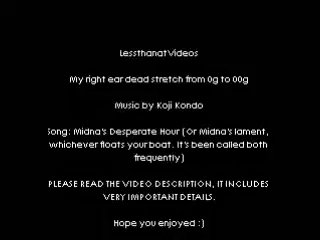 LessthanatVideos
My right ear dead stretch from 0g to 00g
Music by Koji Kondo
Song: Midna's Desperate Hour (Or Midna's lament,
whichever floats your boat. It's been called both
frequently)
PLEASE READ THE VIDEO DESCRIPTION, IT INCLUDES
VERY IMPORTANT DETAILS.
Hope you enjoyed :)